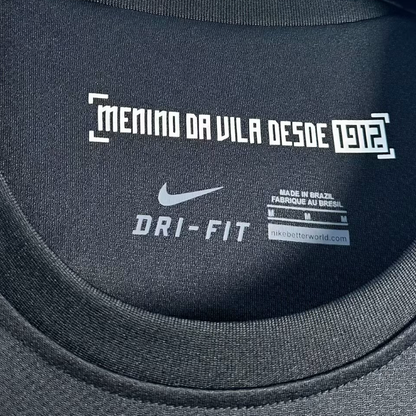 MENINO DA VILA DESDE 1912
DRI-FIT
MADE IN BRAZIL
FABRIQUE AU BRESIL
M M M
nikebetterworld.com